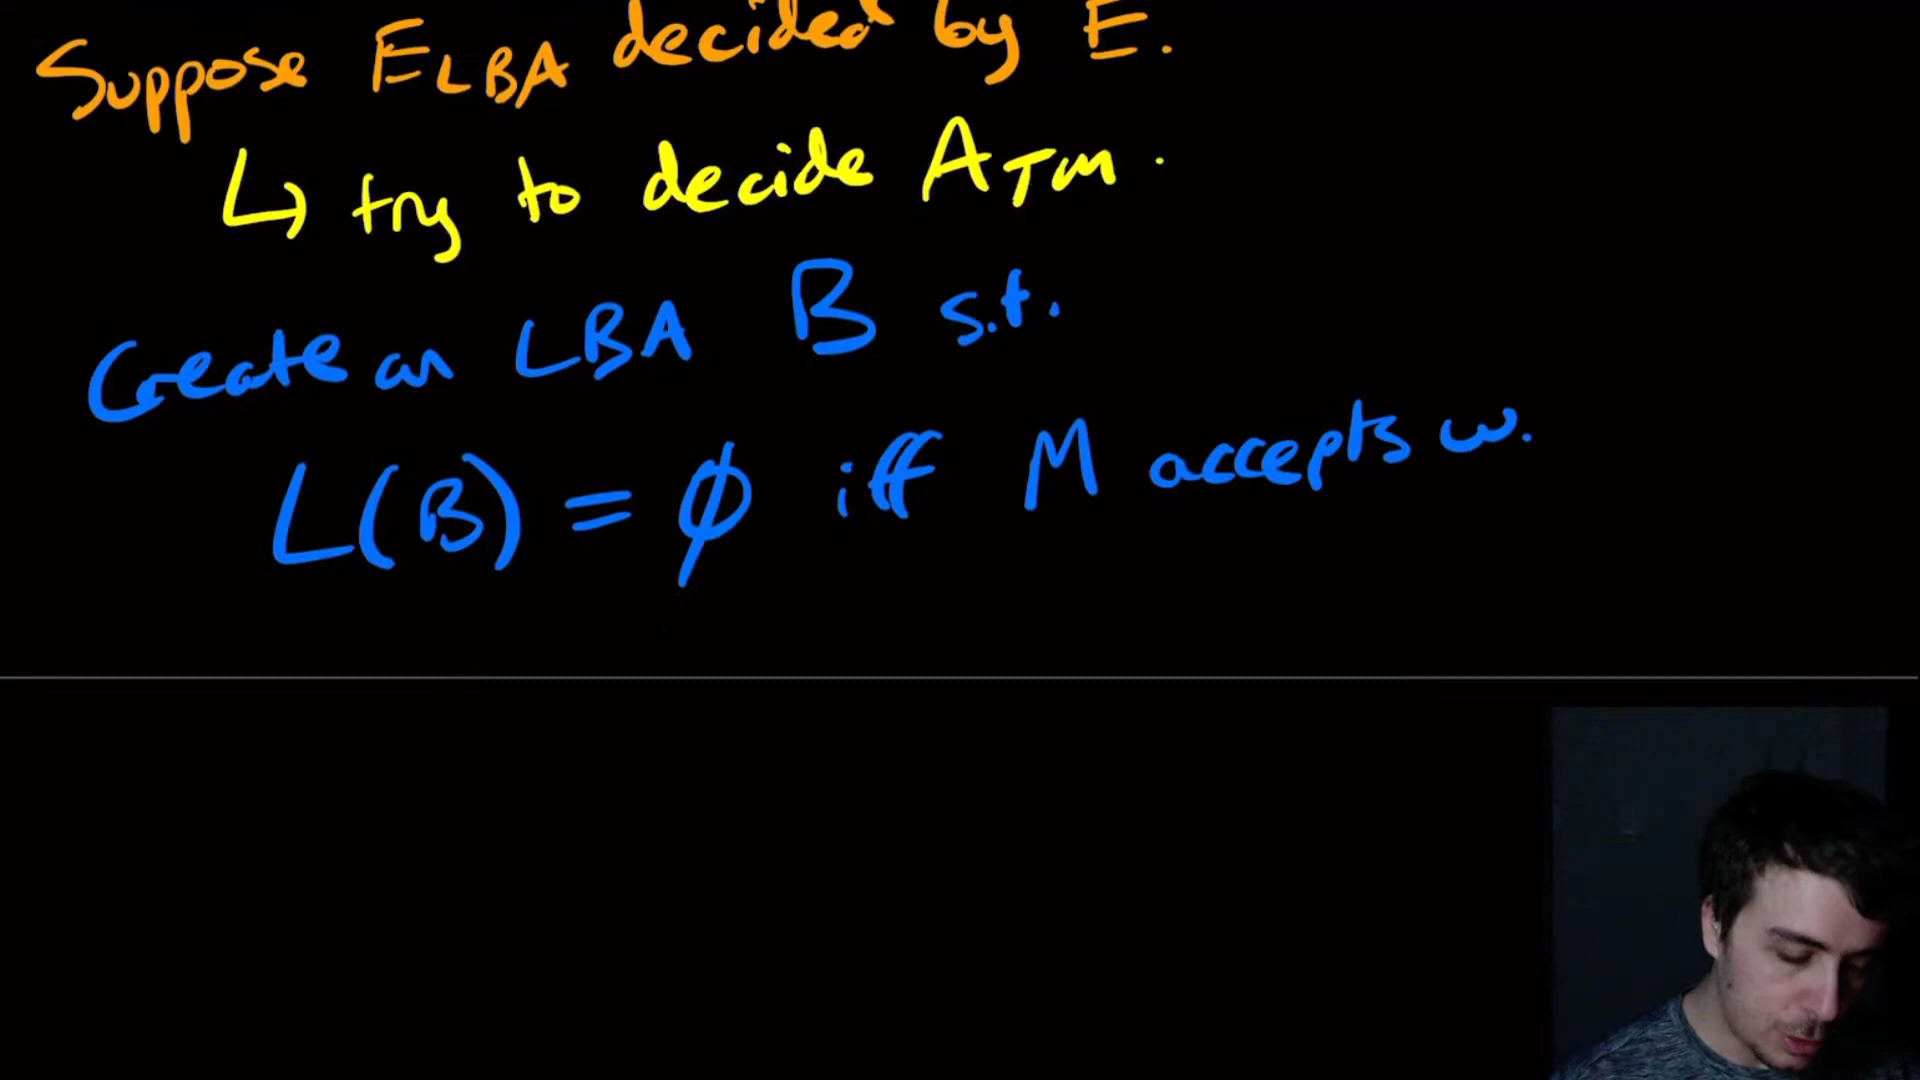 Suppose E_LBA decided by E.
↳ try to decide A_TM.
Create an LBA B s.t.
L(B) = ∅ iff M accepts w.